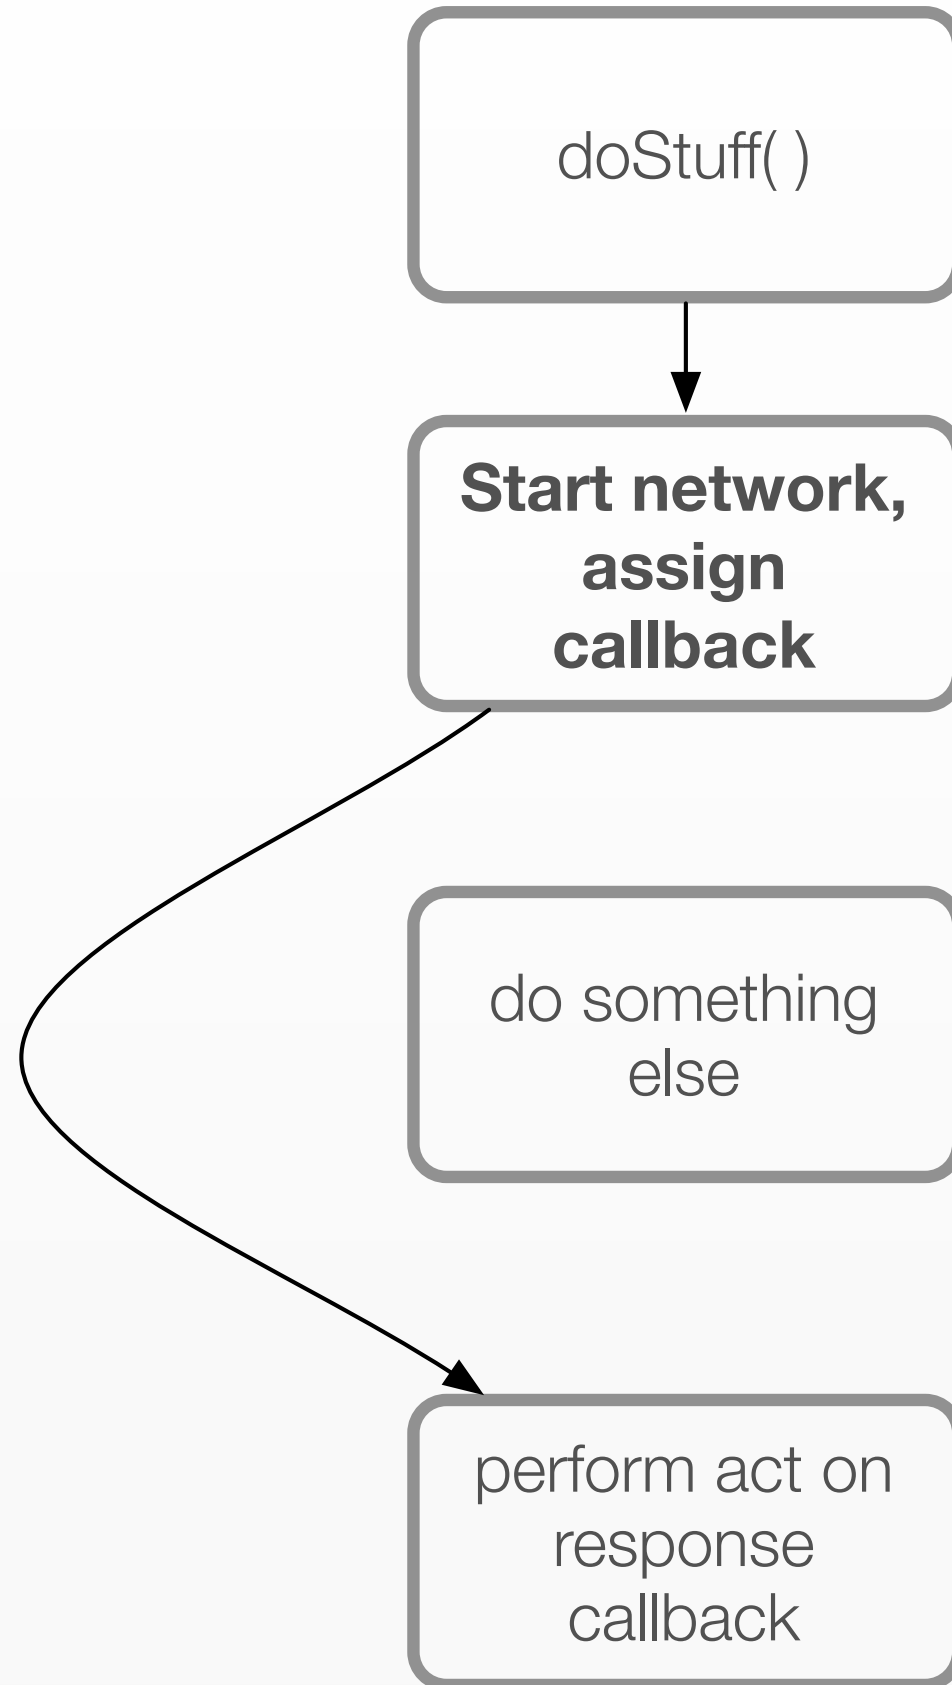 doStuff( )
Start network,
assign
callback
do something
else
perform act on
response
callback